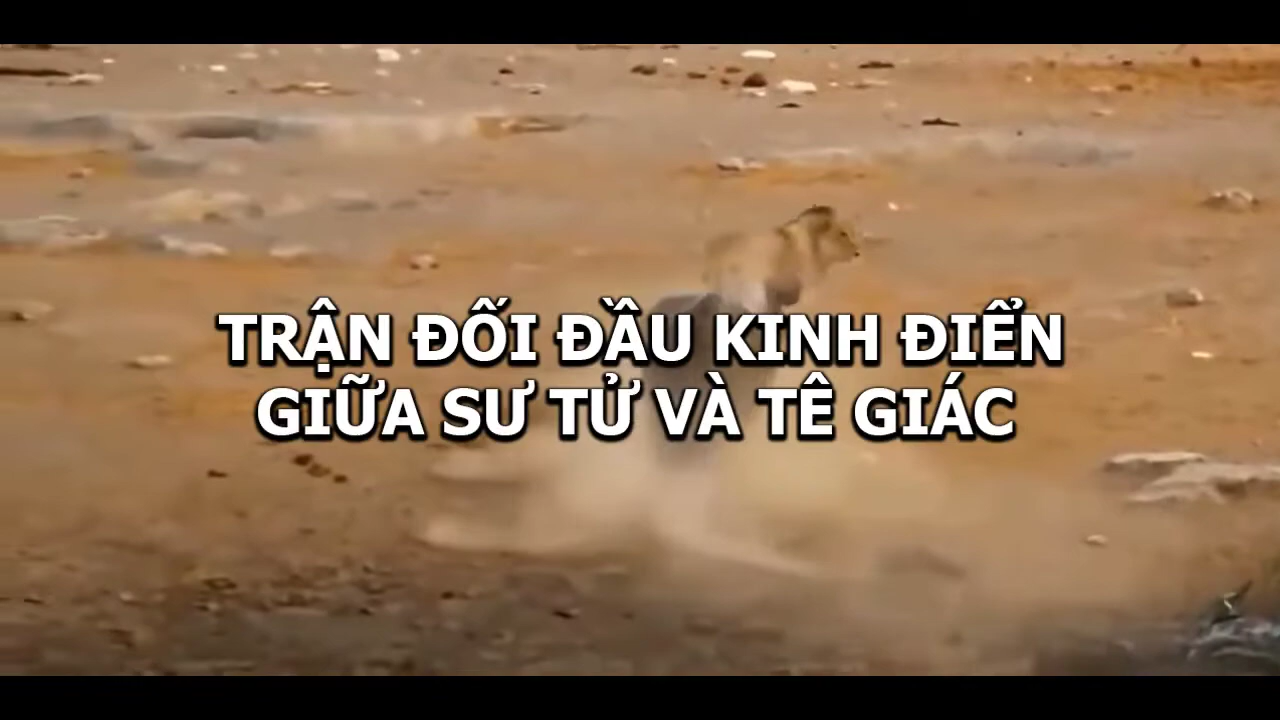 TRẬN ĐỐI ĐẦU KINH ĐIỂN
GIỮA SƯ TỬ VÀ TÊ GIÁC